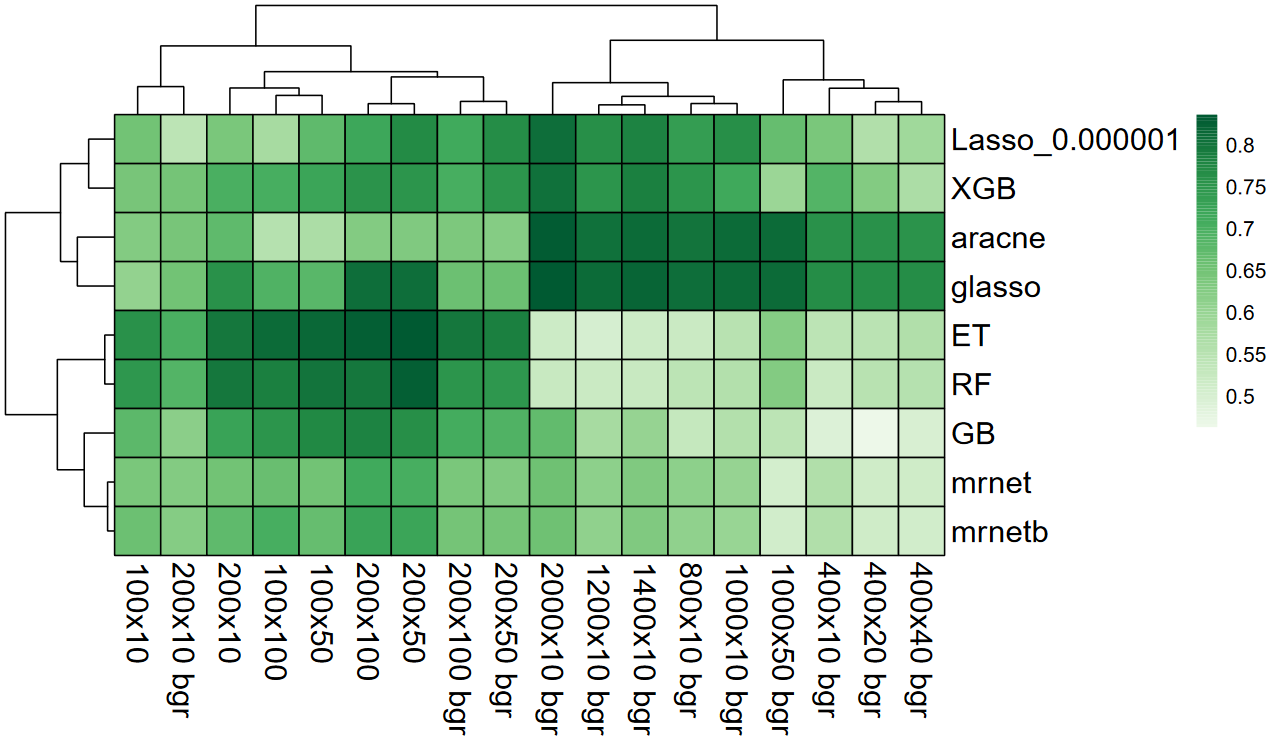 Lasso_0.000001
XGB
aracne
glasso
ET
RF
GB
mrnet
mrnetb
0.8
0.75
0.7
0.65
0.6
0.55
0.5
100x10
200x10 bgr
200x10
100x100
100x50
200x100
200x50
200x100 bgr
200x50 bgr
2000x10 bgr
1200x10 bgr
1400x10 bgr
800x10 bgr
1000x10 bgr
1000x50 bgr
400x10 bgr
400x20 bgr
400x40 bgr